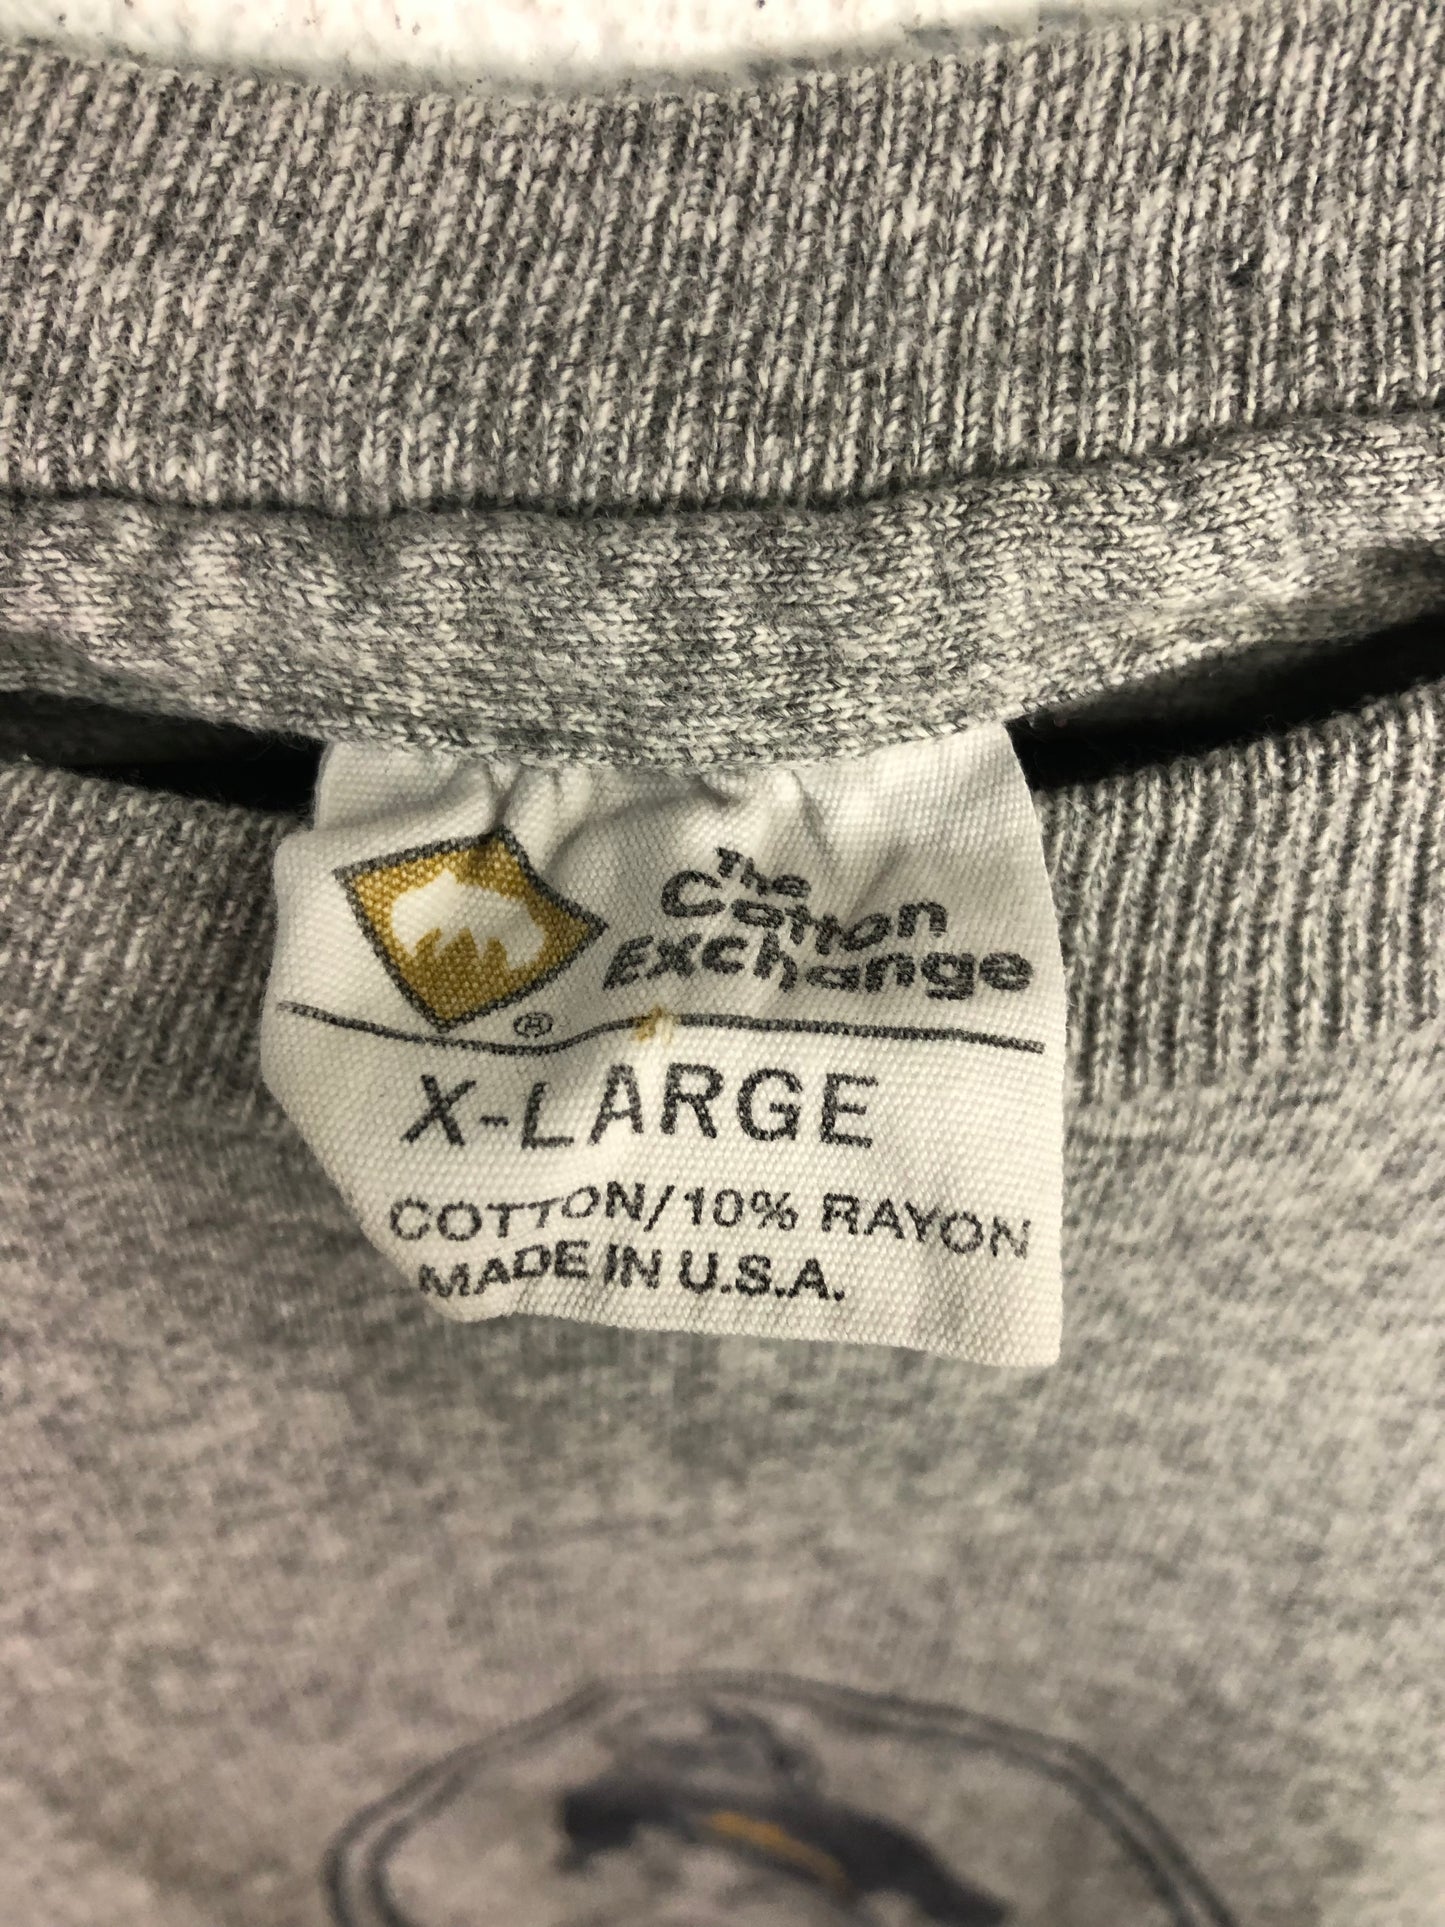 The
Cotton
Exchange
®
X-LARGE
COTTON/10% RAYON
MADE IN U.S.A.